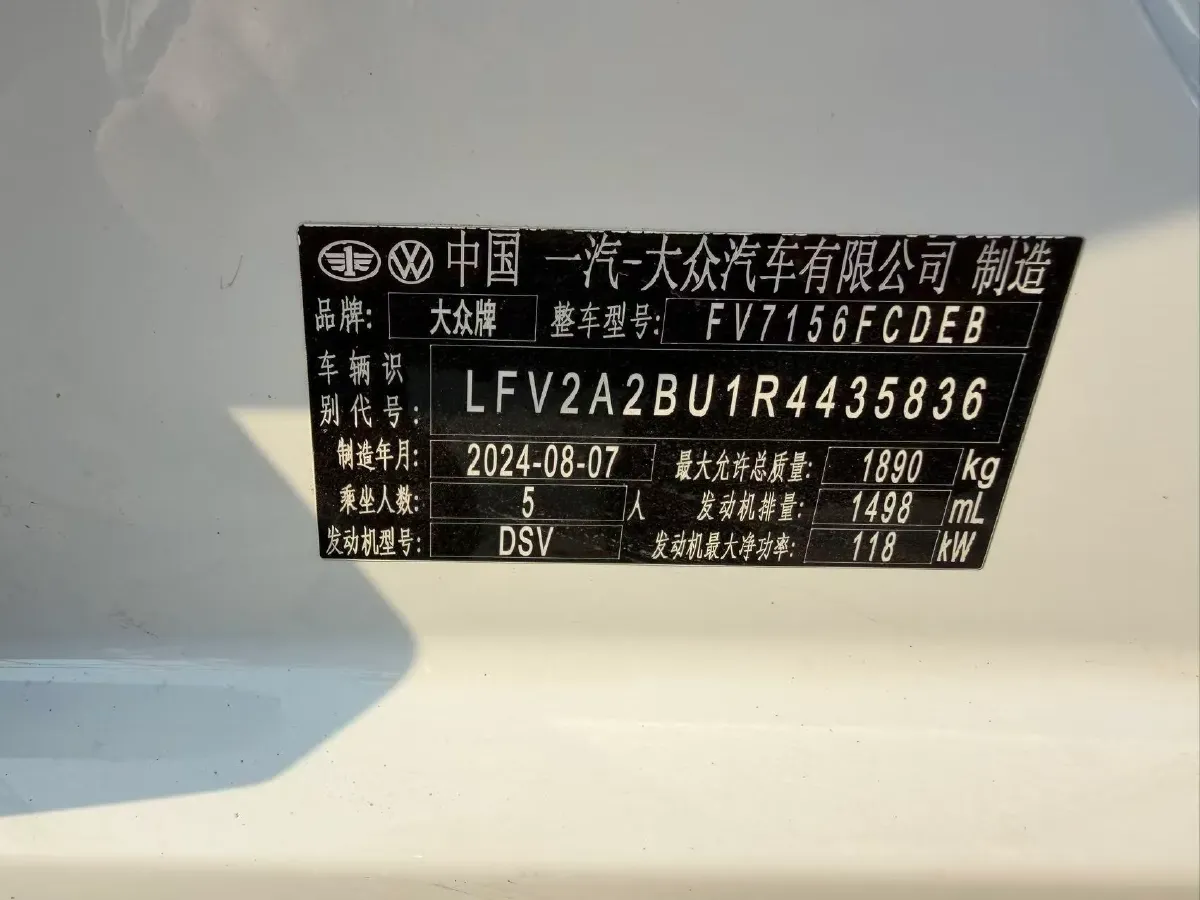 中国 一汽-大众汽车有限公司 制造
品牌: 大众牌 整车型号: FV7156FCDEB
车辆识别代号: LFV2A2BU1R4435836
制造年月: 2024-08-07 最大允许总质量: 1890 kg
乘坐人数: 5 人 发动机排量: 1498 mL
发动机型号: DSV 发动机最大净功率: 118 kW